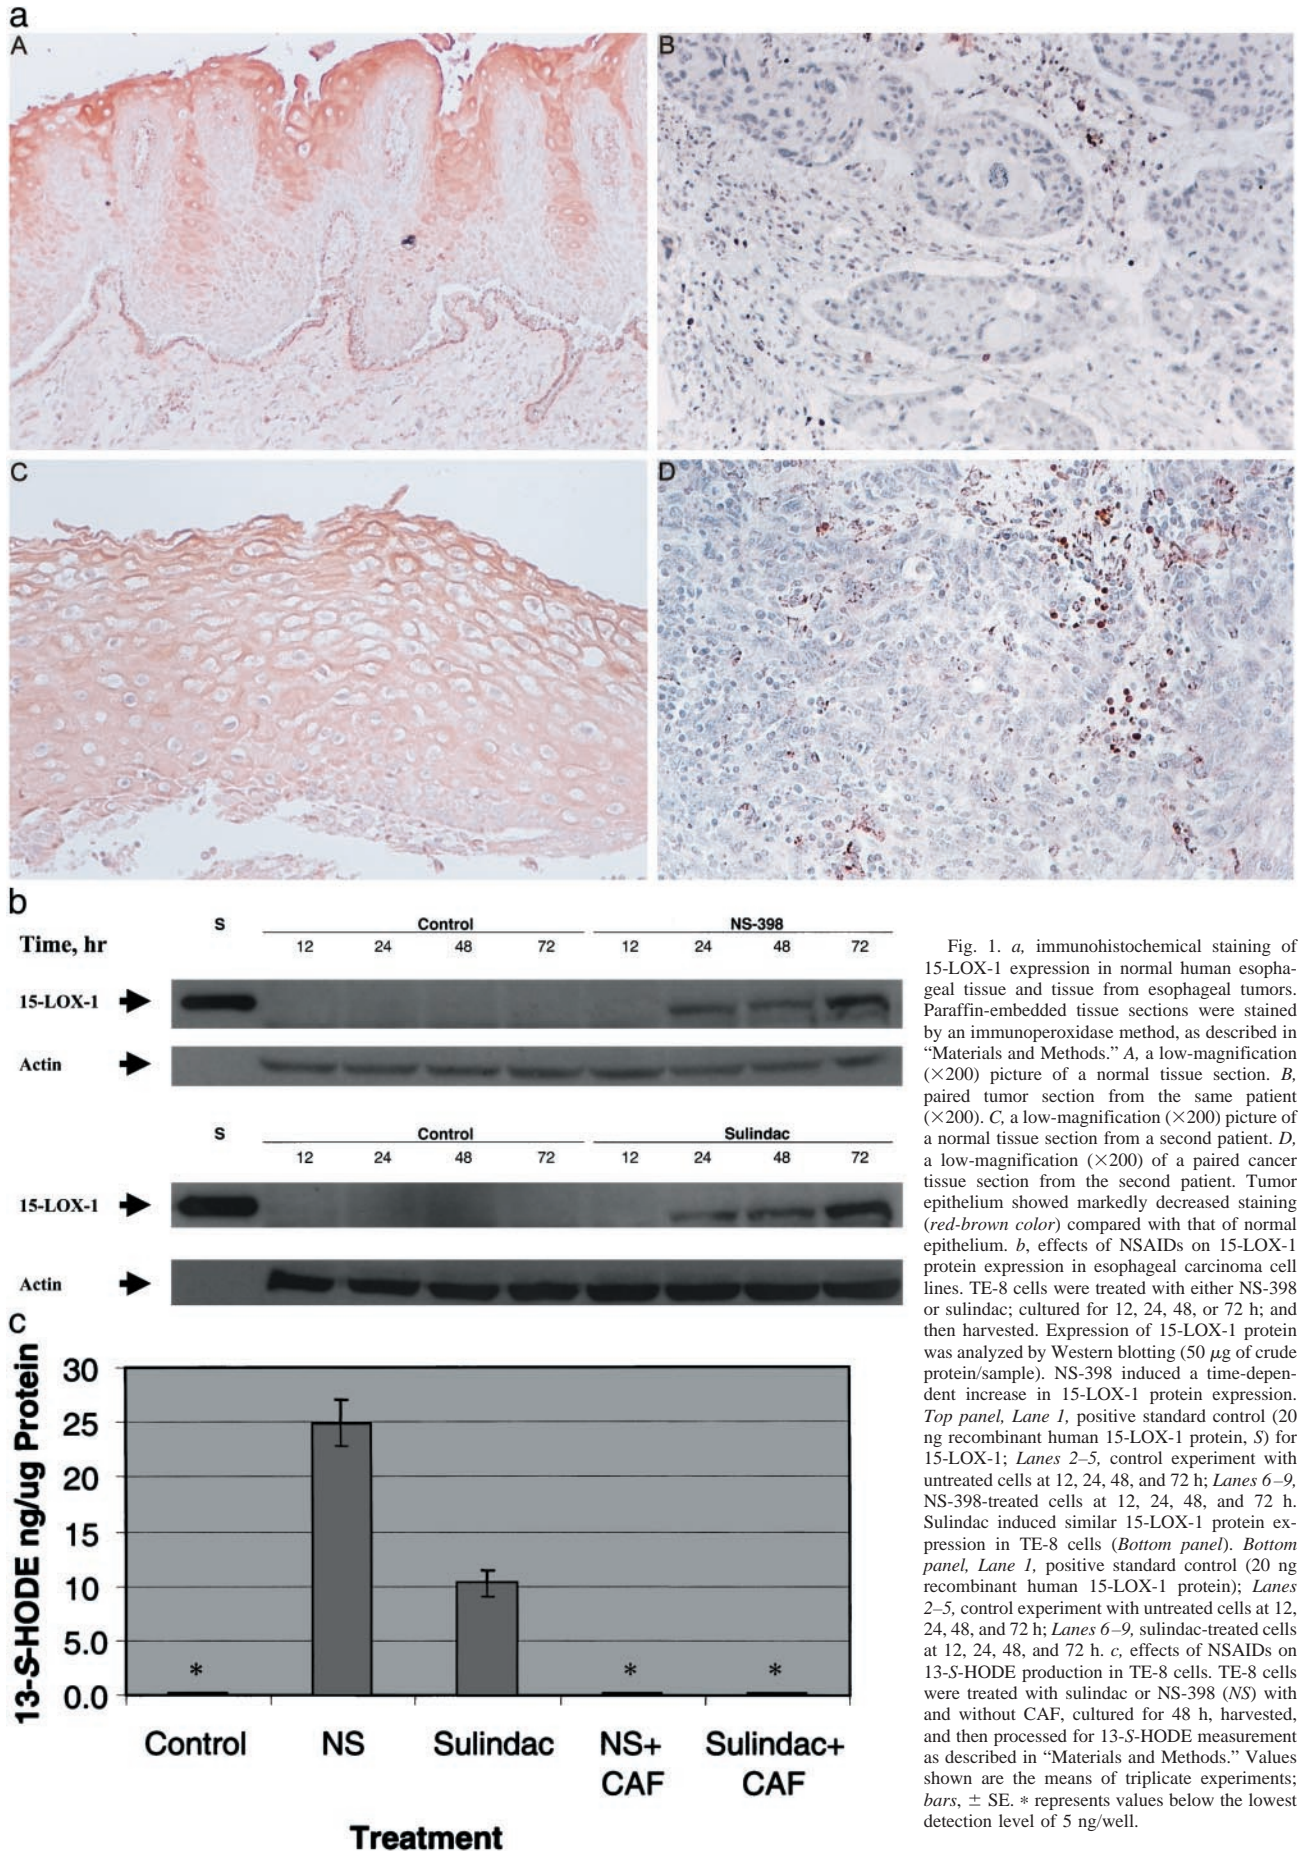 a
A
B
C
D
b
S Control NS-398
Time, hr 12 24 48 72 12 24 48 72
15-LOX-1
Actin
S Control Sulindac
12 24 48 72 12 24 48 72
15-LOX-1
Actin
c
13-S-HODE ng/ug Protein
30
25
20
15
10
5.0
0.0
* * *
Control NS Sulindac NS+ Sulindac+
CAF CAF
Treatment
Fig. 1. a, immunohistochemical staining of
15-LOX-1 expression in normal human esopha-
geal tissue and tissue from esophageal tumors.
Paraffin-embedded tissue sections were stained
by an immunoperoxidase method, as described in
“Materials and Methods.” A, a low-magnification
(×200) picture of a normal tissue section. B,
paired tumor section from the same patient
(×200). C, a low-magnification (×200) picture of
a normal tissue section from a second patient. D,
a low-magnification (×200) of a paired cancer
tissue section from the second patient. Tumor
epithelium showed markedly decreased staining
(red-brown color) compared with that of normal
epithelium. b, effects of NSAIDs on 15-LOX-1
protein expression in esophageal carcinoma cell
lines. TE-8 cells were treated with either NS-398
or sulindac; cultured for 12, 24, 48, or 72 h; and
then harvested. Expression of 15-LOX-1 protein
was analyzed by Western blotting (50 μg of crude
protein/sample). NS-398 induced a time-depen-
dent increase in 15-LOX-1 protein expression.
Top panel, Lane 1, positive standard control (20
ng recombinant human 15-LOX-1 protein, S) for
15-LOX-1; Lanes 2–5, control experiment with
untreated cells at 12, 24, 48, and 72 h; Lanes 6–9,
NS-398-treated cells at 12, 24, 48, and 72 h.
Sulindac induced similar 15-LOX-1 protein ex-
pression in TE-8 cells (Bottom panel). Bottom
panel, Lane 1, positive standard control (20 ng
recombinant human 15-LOX-1 protein); Lanes
2–5, control experiment with untreated cells at 12,
24, 48, and 72 h; Lanes 6–9, sulindac-treated cells
at 12, 24, 48, and 72 h. c, effects of NSAIDs on
13-S-HODE production in TE-8 cells. TE-8 cells
were treated with sulindac or NS-398 (NS) with
and without CAF, cultured for 48 h, harvested,
and then processed for 13-S-HODE measurement
as described in “Materials and Methods.” Values
shown are the means of triplicate experiments;
bars, ± SE. * represents values below the lowest
detection level of 5 ng/well.